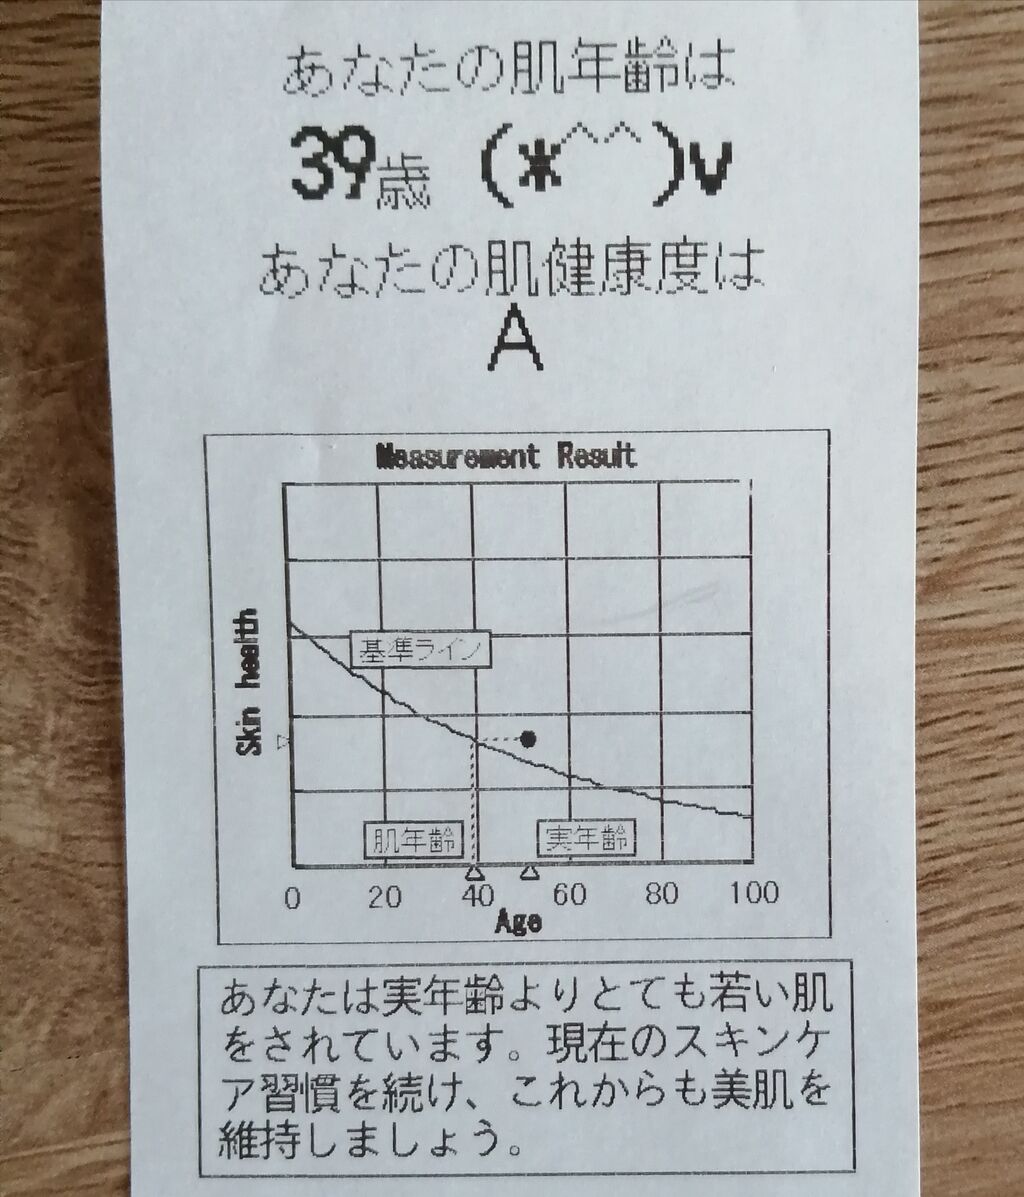 あなたの肌年齢は
39歳 (*^^)v
あなたの肌健康度は
A
Measurement Result
基準ライン
Skin health
肌年齢
実年齢
0 20 40 60 80 100
Age
あなたは実年齢よりとても若い肌
をされています。現在のスキンケ
ア習慣を続け、これからも美肌を
維持しましょう。